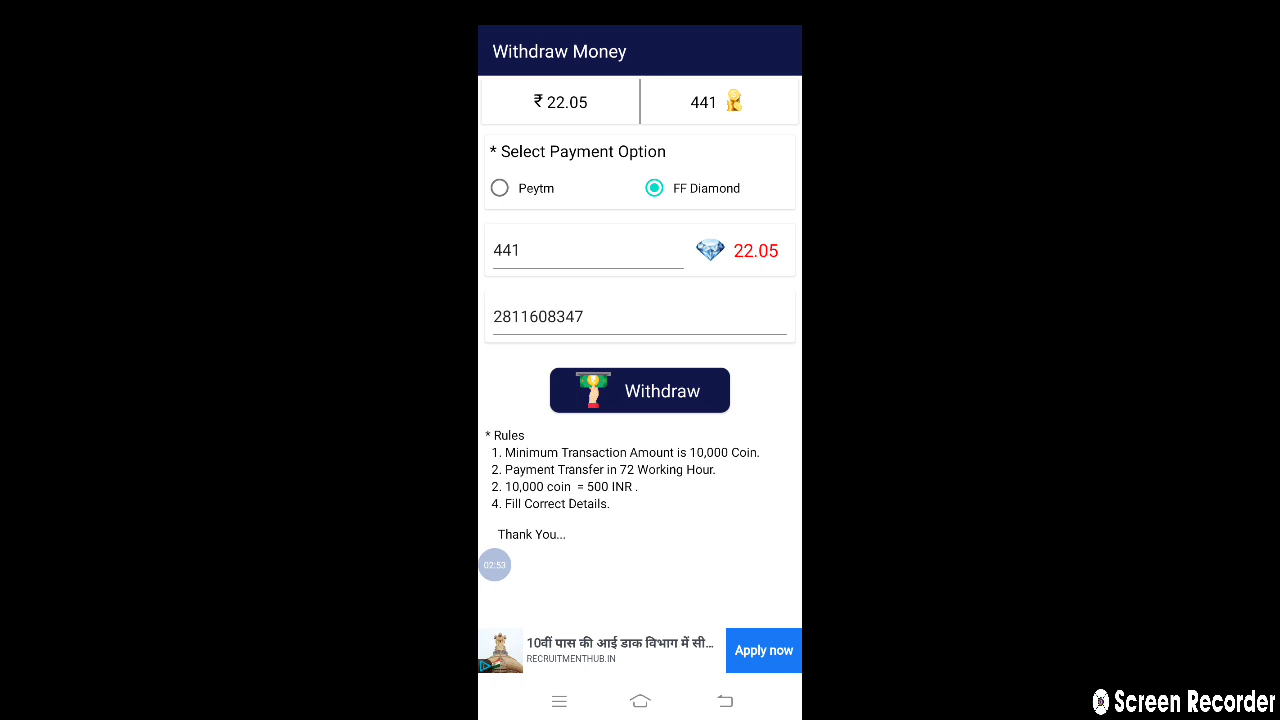 Withdraw Money
₹ 22.05
441
* Select Payment Option
Peytm
FF Diamond
441
22.05
2811608347
Withdraw
* Rules
1. Minimum Transaction Amount is 10,000 Coin.
2. Payment Transfer in 72 Working Hour.
2. 10,000 coin = 500 INR .
4. Fill Correct Details.
Thank You...
02:53
10वीं पास की आई डाक विभाग में सी...
RECRUITMENTHUB.IN
Apply now
Screen Recorder